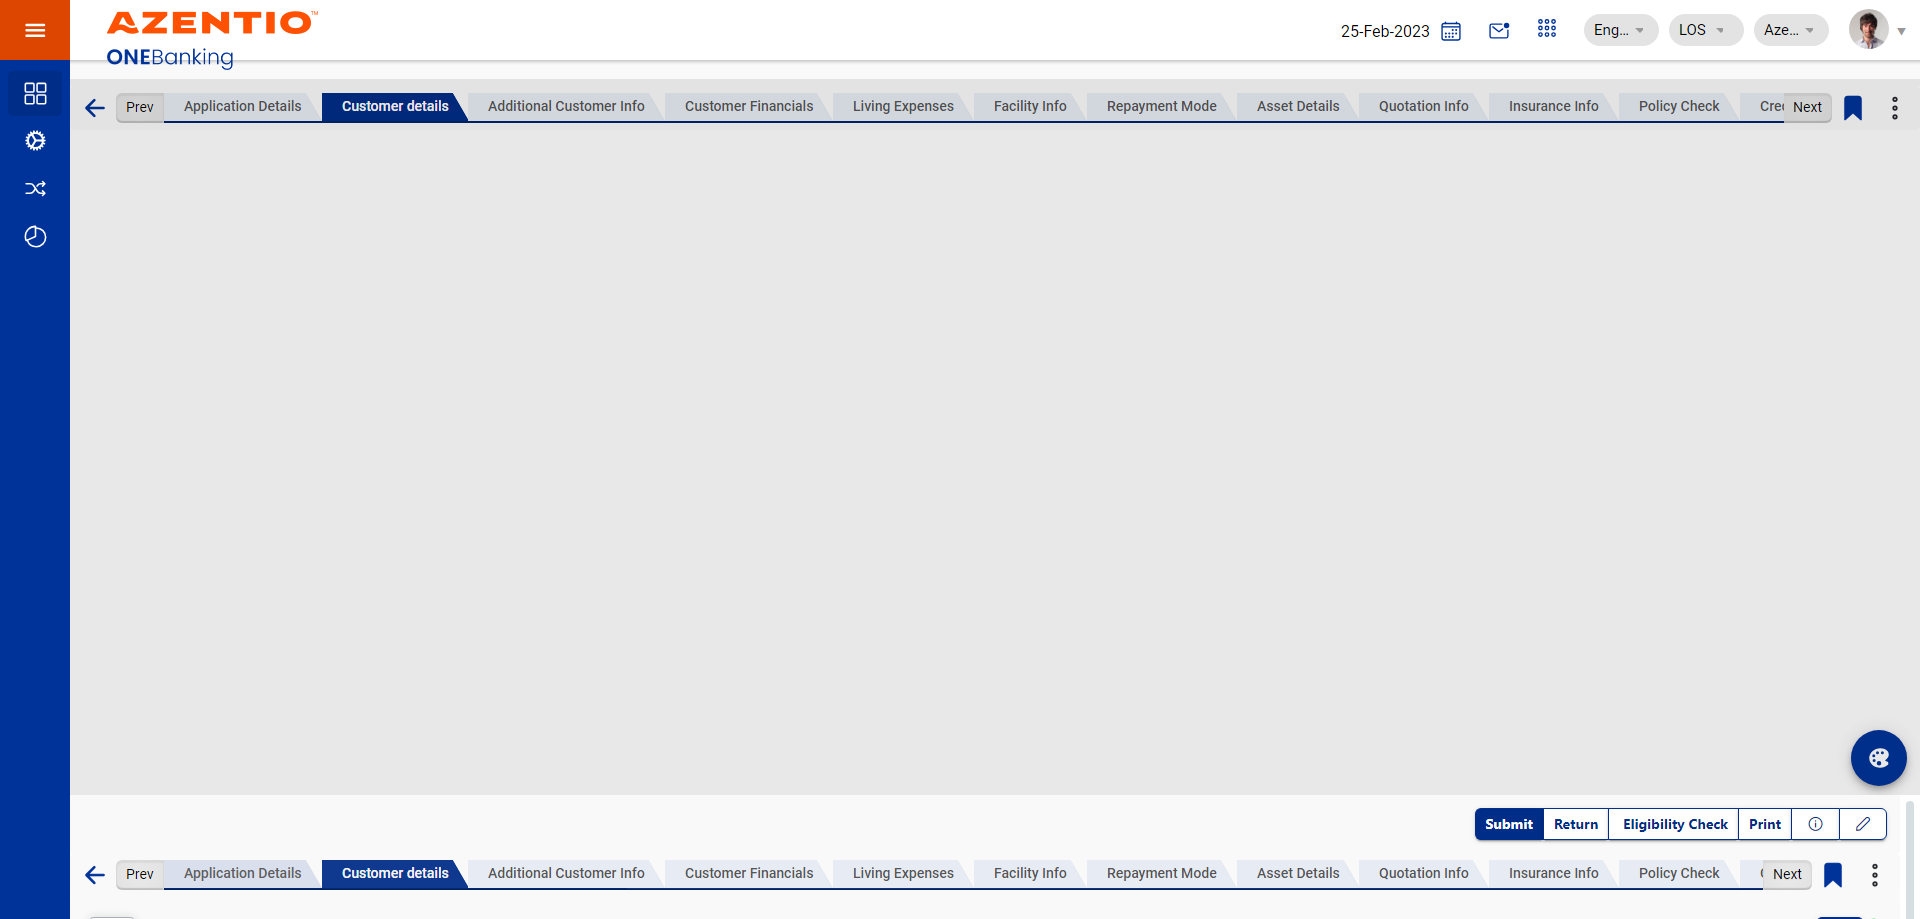 AZENTIO™
ONEBanking
25-Feb-2023
Eng...
LOS
Aze...
Prev
Application Details
Customer details
Additional Customer Info
Customer Financials
Living Expenses
Facility Info
Repayment Mode
Asset Details
Quotation Info
Insurance Info
Policy Check
Cre
Next
Submit
Return
Eligibility Check
Print
Prev
Application Details
Customer details
Additional Customer Info
Customer Financials
Living Expenses
Facility Info
Repayment Mode
Asset Details
Quotation Info
Insurance Info
Policy Check
Next